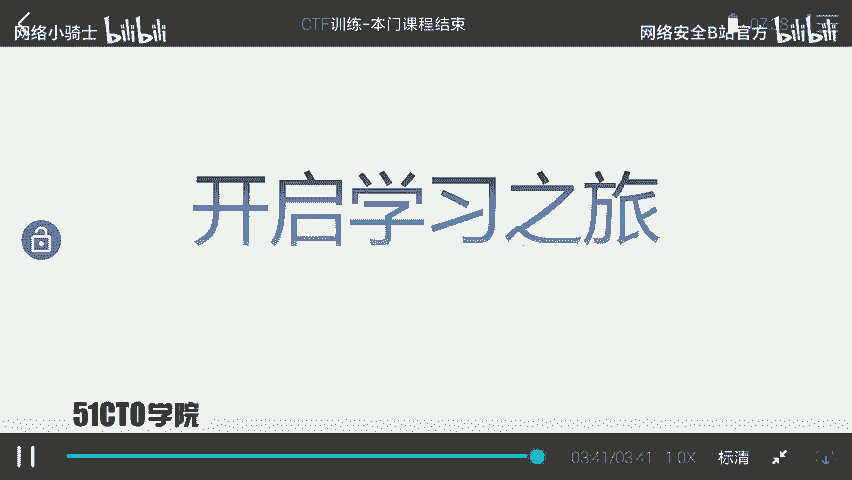 网络小骑士 bilibili
CTF训练-本门课程结束
07:38
网络安全B站官方 bilibili
开启学习之旅
51CTO学院
03:41/03:41 1.0X 标清